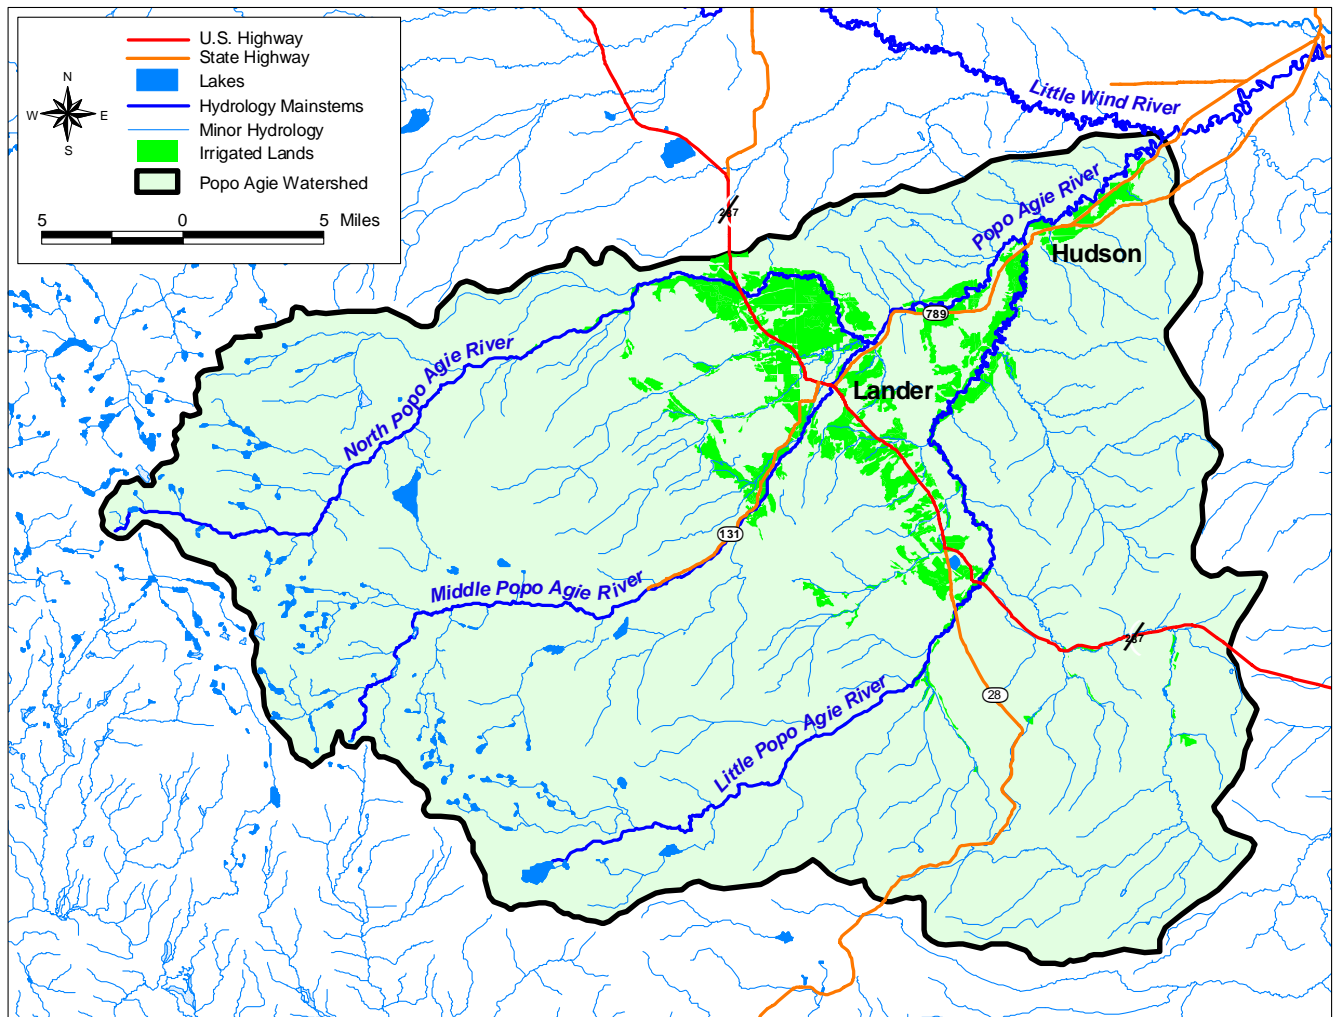 U.S. Highway
State Highway
Lakes
Hydrology Mainstems
Minor Hydrology
Irrigated Lands
Popo Agie Watershed
N
W
E
S
5
0
5 Miles
Little Wind River
287
Popo Agie River
Hudson
789
North Popo Agie River
Lander
131
Middle Popo Agie River
287
28
Little Popo Agie River